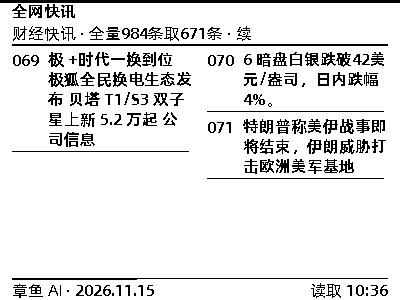 全网快讯
财经快讯·全量984条取671条·续
069 极 +时代一换到位
极狐全民换电生态发
布 贝塔 T1/S3 双子
星上新 5.2 万起 公
司信息
070 6 暗盘白银跌破42美
元/盎司，日内跌幅
4%。
071 特朗普称美伊战事即
将结束，伊朗威胁打
击欧洲美军基地
章鱼 AI · 2026.11.15
读取 10:36